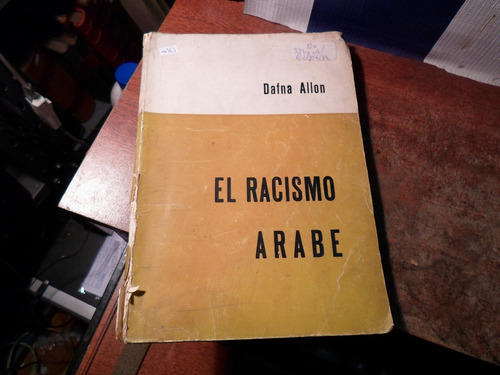 Dafna Allon
EL RACISMO
ARABE